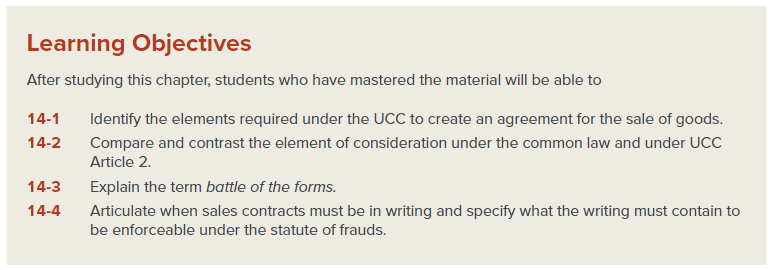 Learning Objectives
After studying this chapter, students who have mastered the material will be able to
14-1 Identify the elements required under the UCC to create an agreement for the sale of goods.
14-2 Compare and contrast the element of consideration under the common law and under UCC
Article 2.
14-3 Explain the term battle of the forms.
14-4 Articulate when sales contracts must be in writing and specify what the writing must contain to
be enforceable under the statute of frauds.